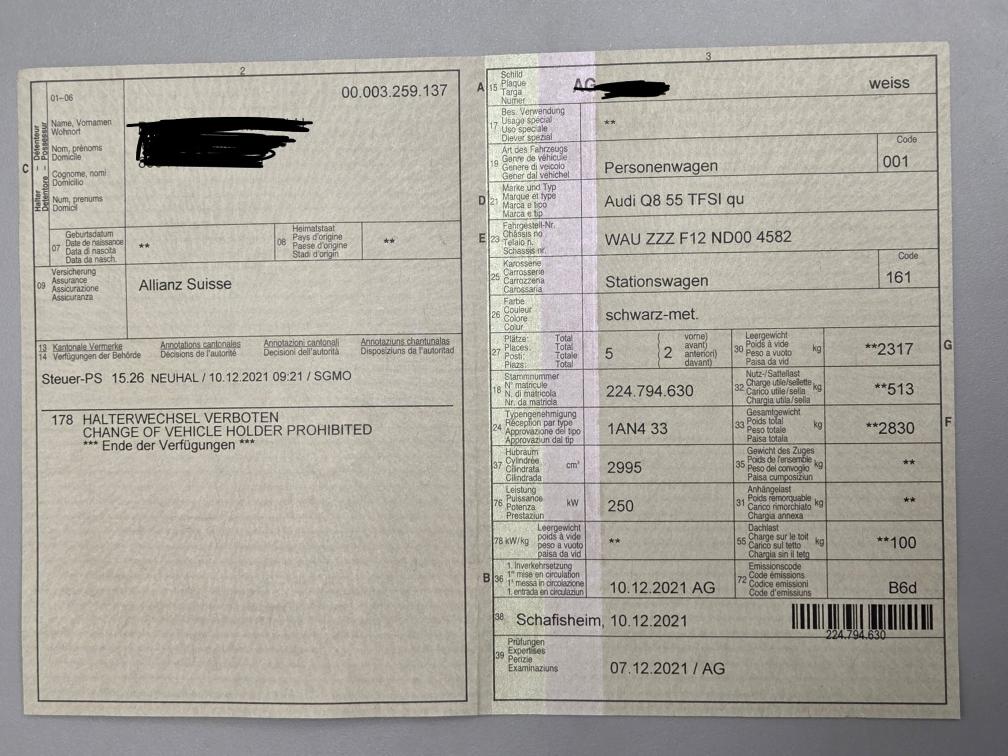 2
01–06
00.003.259.137
Name, Vornamen
Wohnort
Nom, prénoms
Domicile
Cognome, nomi
Domicilio
Num, prenums
Domicil
C
Halter – Détenteur
Detentore – Possessur
07
Geburtsdatum
Date de naissance
Data di nascita
Data da nasch.
**
08
Heimatstaat
Pays d'origine
Paese d'origine
Stadi d'origin
**
09
Versicherung
Assurance
Assicurazione
Assicuranza
Allianz Suisse
13 Kantonale Vermerke Annotations cantonales Annotazioni cantonali Annotaziuns chantunalas
14 Verfügungen der Behörde Décisions de l'autorité Decisioni dell'autorità Disposiziuns da l'autoritad
Steuer-PS 15.26 NEUHAL / 10.12.2021 09:21 / SGMO
178 HALTERWECHSEL VERBOTEN
CHANGE OF VEHICLE HOLDER PROHIBITED
*** Ende der Verfügungen ***
3
A 15
Schild
Plaque
Targa
Numer
AG
weiss
17
Bes. Verwendung
Usage spécial
Uso speciale
Diever spezial
**
19
Art des Fahrzeugs
Genre de véhicule
Genere di veicolo
Gener dal vehichel
Personenwagen
Code
001
D 21
Marke und Typ
Marque et type
Marca e tipo
Marca e tip
Audi Q8 55 TFSI qu
E 23
Fahrgestell-Nr.
Châssis no
Telaio n.
Schassis nr.
WAU ZZZ F12 ND00 4582
25
Karosserie
Carrosserie
Carrozzeria
Carossaria
Stationswagen
Code
161
26
Farbe
Couleur
Colore
Colur
schwarz-met.
27
Plätze: Total
Places: Total
Posti: Totale
Plazs: Total
5
2
vorne)
avant)
anteriori)
davant)
30
Leergewicht
Poids à vide
Peso a vuoto
Paisa da vid
kg
**2317
G
18
Stammnummer
N° matricule
N. di matricola
Nr. da matricla
224.794.630
32
Nutz-/Sattellast
Charge utile/sellette
Carico utile/sella
Chargia utila/sella
kg
**513
24
Typengenehmigung
Réception par type
Approvazione del tipo
Approvaziun dal tip
1AN4 33
33
Gesamtgewicht
Poids total
Peso totale
Paisa totala
kg
**2830
F
37
Hubraum
Cylindrée
Cilindrata
Cilindrada
cm³
2995
35
Gewicht des Zuges
Poids de l'ensemble
Peso del convoglio
Paisa cumposiziun
kg
**
76
Leistung
Puissance
Potenza
Prestaziun
kW
250
31
Anhängelast
Poids remorquable
Carico rimorchiato
Chargia annexa
kg
**
78 kW/kg
Leergewicht
poids à vide
peso a vuoto
paisa da vid
**
55
Dachlast
Charge sur le toit
Carico sul tetto
Chargia sin il tetg
kg
**100
B 36
1. Inverkehrsetzung
1re mise en circulation
1a messa in circolazione
1. entrada en circulaziun
10.12.2021 AG
72
Emissionscode
Code émissions
Codice emissioni
Code d'emissiuns
B6d
38
Schafisheim, 10.12.2021
224.794.630
39
Prüfungen
Expertises
Perizie
Examinaziuns
07.12.2021 / AG